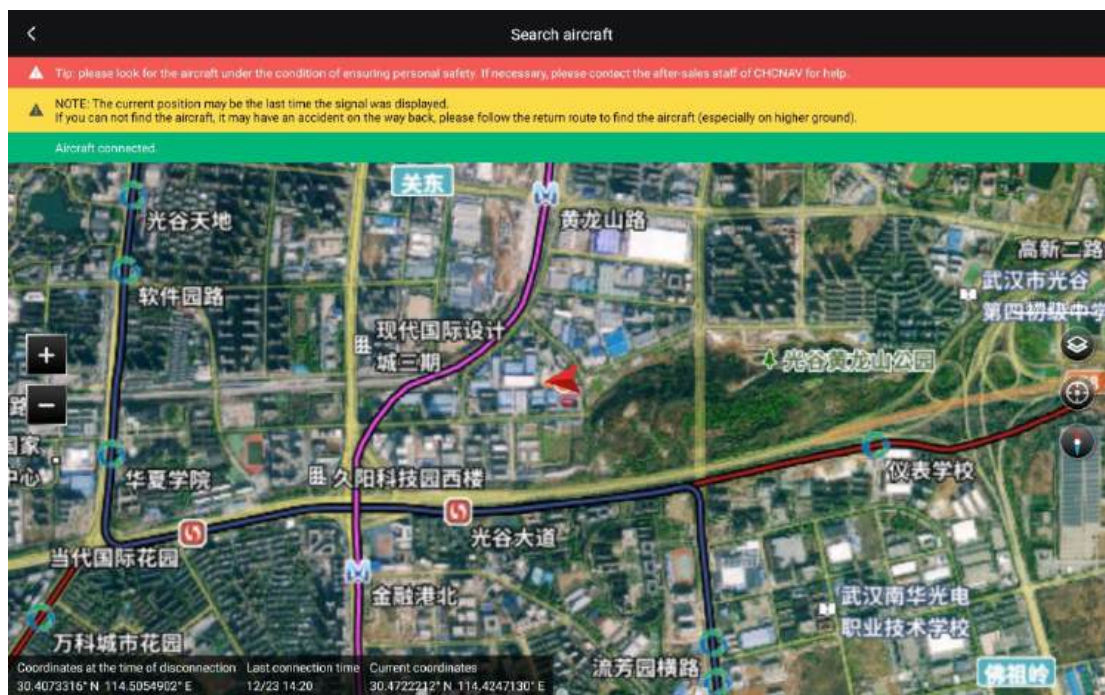 Search aircraft
Tip: please look for the aircraft under the condition of ensuring personal safety. If necessary, please contact the after-sales staff of CHCNAV for help.
NOTE: The current position may be the last time the signal was displayed.
If you can not find the aircraft, it may have an accident on the way back, please follow the return route to find the aircraft (especially on higher ground).
Aircraft connected.
关东
光谷天地
黄龙山路
高新二路
软件园路
武汉市光谷
第四初级中学
现代国际设计
城三期
光谷黄龙山公园
路
国家
中心
华夏学院
久阳科技园西楼
仪表学校
光谷大道
当代国际花园
金融港北
武汉南华光电
职业技术学校
万科城市花园
流芳园横路
佛祖岭
Coordinates at the time of disconnection Last connection time Current coordinates
30.4073316° N 114.5054902° E 12/23 14:20 30.4722212° N 114.4247130° E